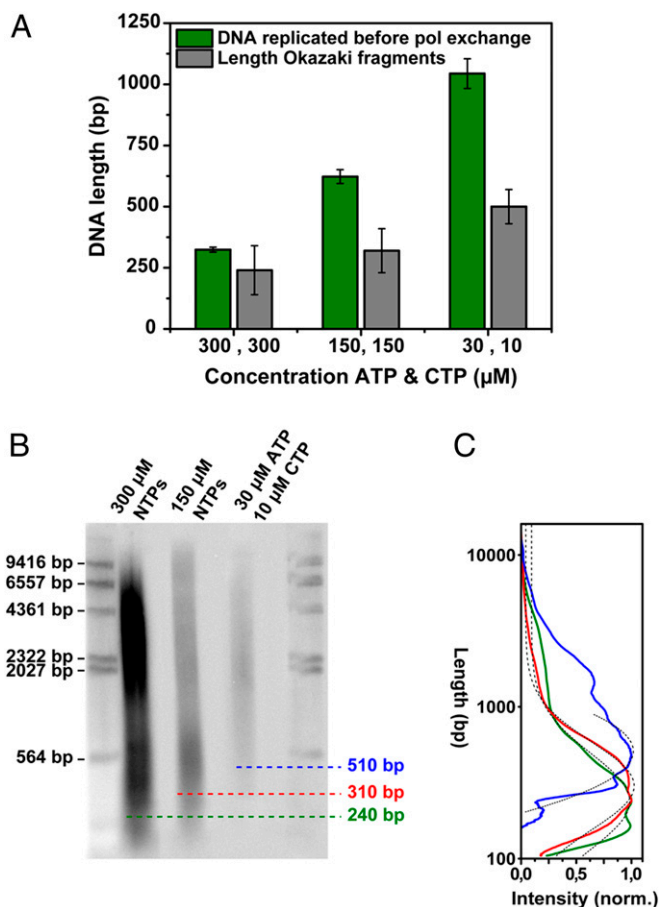 A
DNA replicated before pol exchange
Length Okazaki fragments
1250
1000
750
500
250
0
DNA length (bp)
300 , 300
150, 150
30 , 10
Concentration ATP & CTP (µM)
B
300 µM
NTPs
150 µM
NTPs
30 µM ATP
10 µM CTP
9416 bp
6557 bp
4361 bp
2322 bp
2027 bp
564 bp
510 bp
310 bp
240 bp
C
10000
1000
100
Length (bp)
0,0
0,5
1,0
Intensity (norm.)